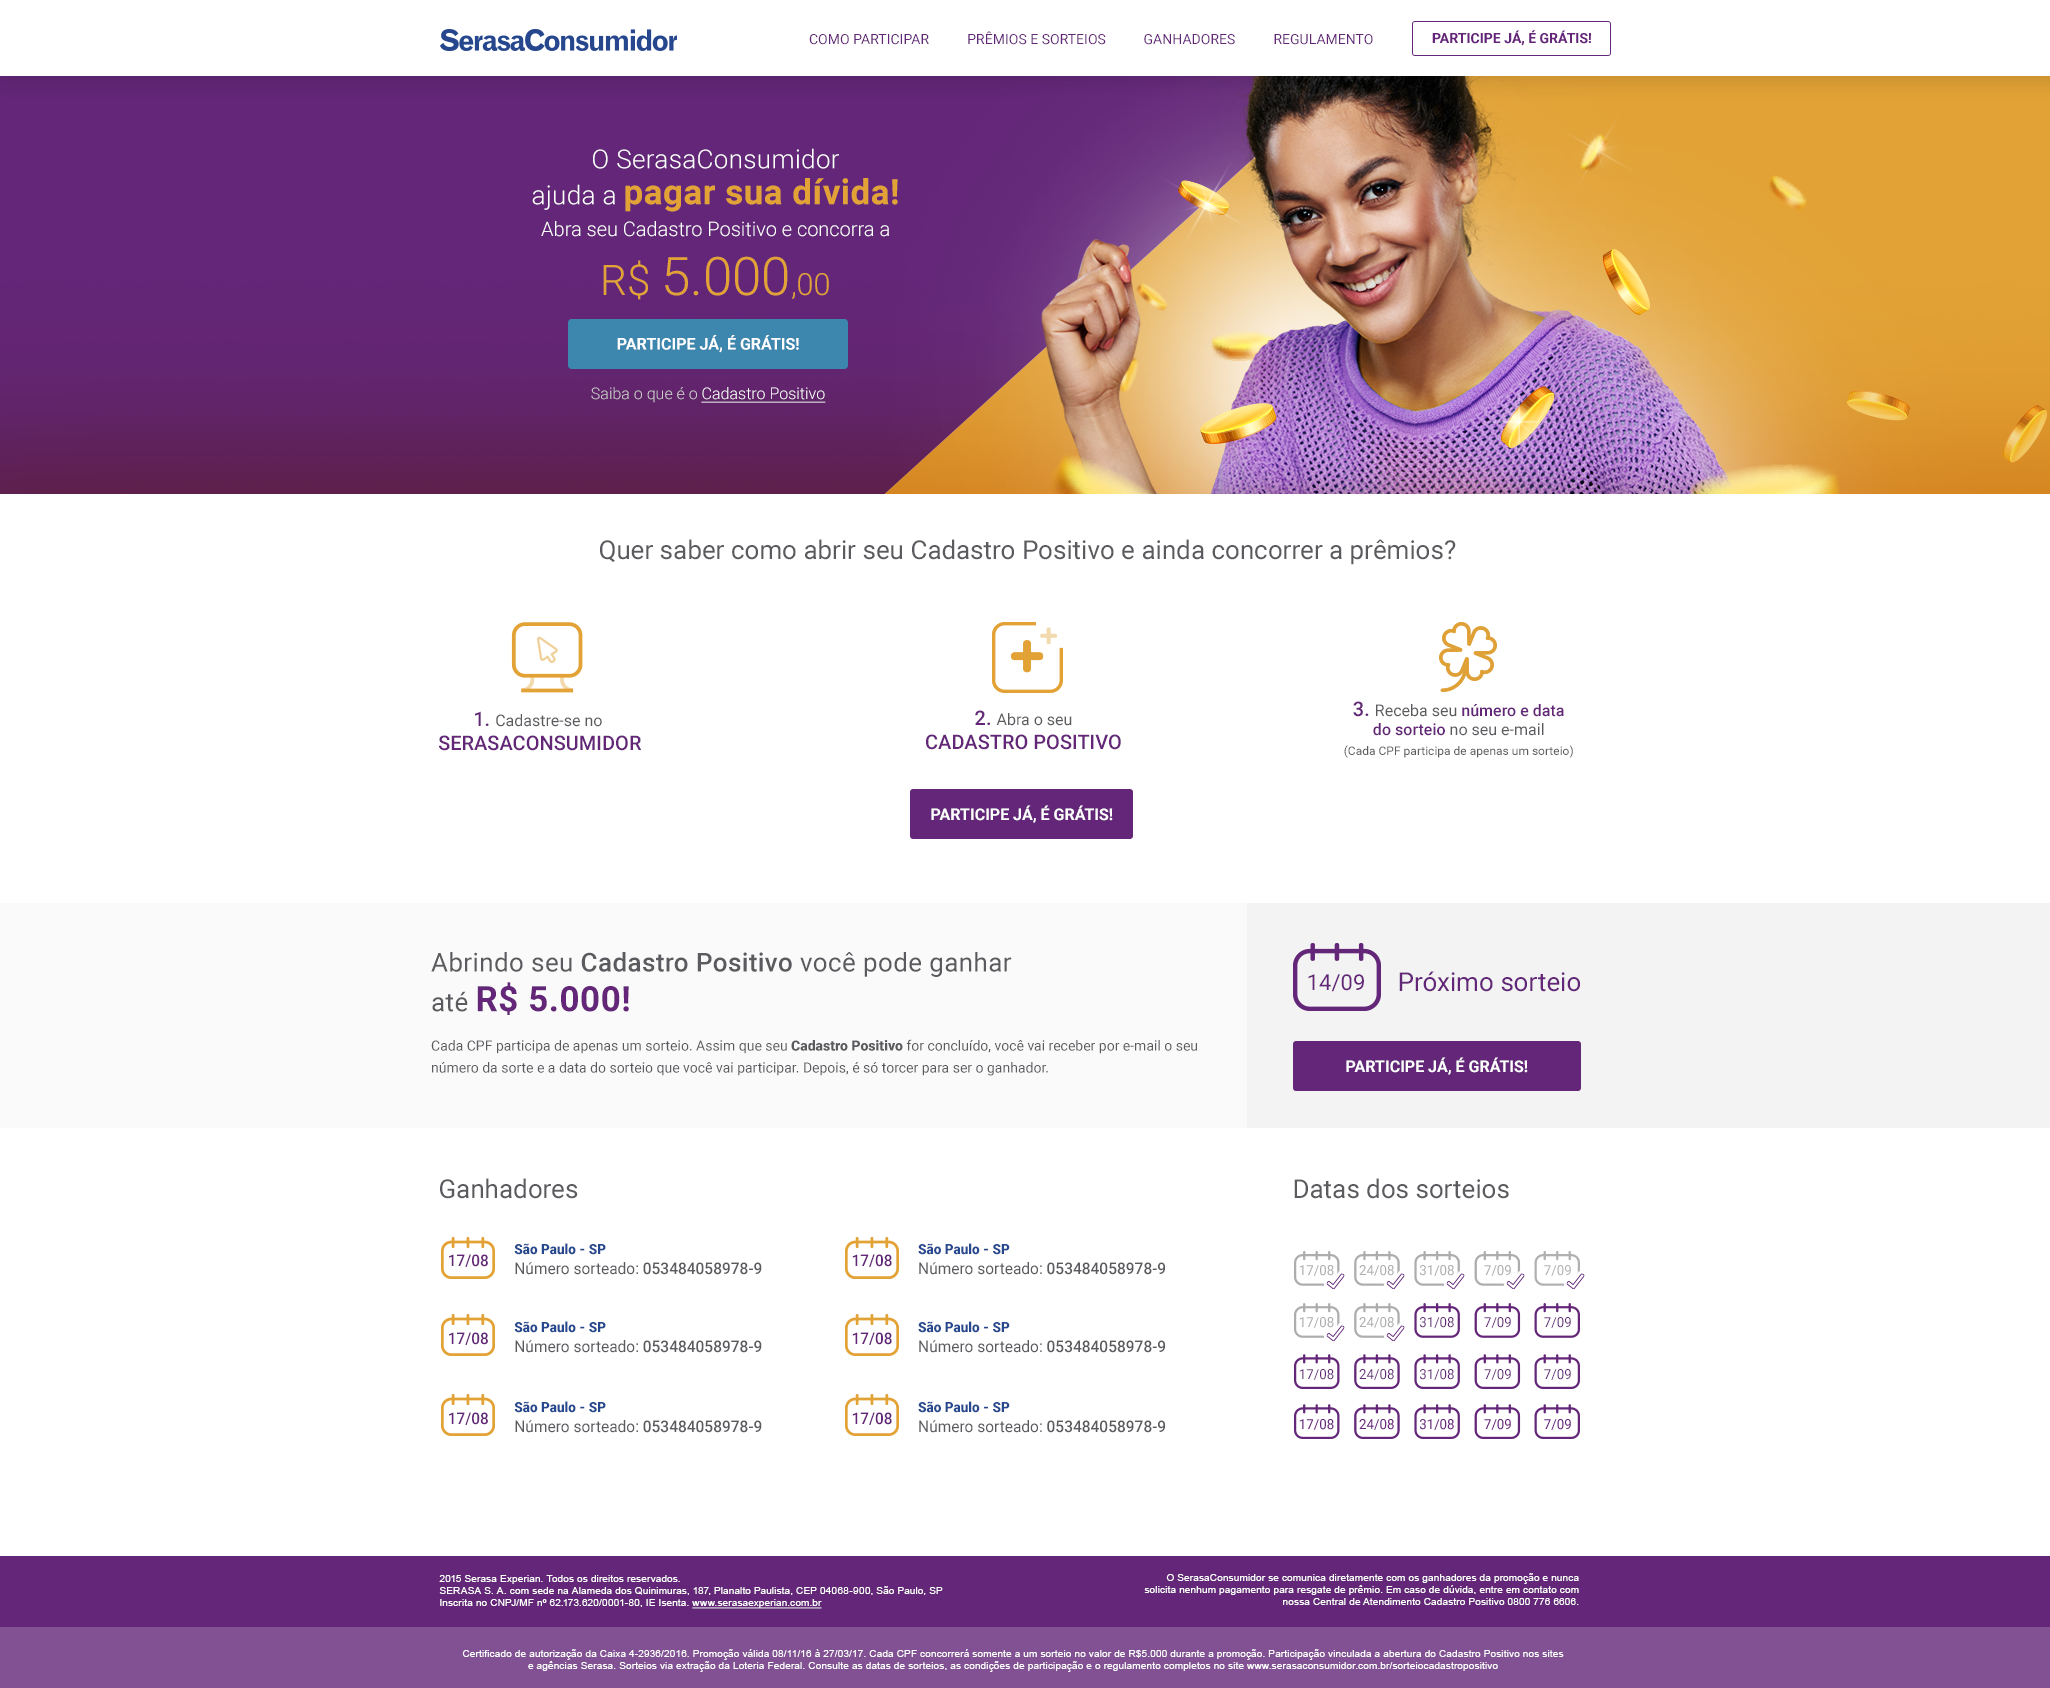 SerasaConsumidor
COMO PARTICIPAR
PRÊMIOS E SORTEIOS
GANHADORES
REGULAMENTO
PARTICIPE JÁ, É GRÁTIS!
O SerasaConsumidor
ajuda a pagar sua dívida!
Abra seu Cadastro Positivo e concorra a
R$ 5.000,00
PARTICIPE JÁ, É GRÁTIS!
Saiba o que é o Cadastro Positivo
Quer saber como abrir seu Cadastro Positivo e ainda concorrer a prêmios?
1. Cadastre-se no
SERASACONSUMIDOR
2. Abra o seu
CADASTRO POSITIVO
3. Receba seu número e data
do sorteio no seu e-mail
(Cada CPF participa de apenas um sorteio)
PARTICIPE JÁ, É GRÁTIS!
Abrindo seu Cadastro Positivo você pode ganhar
até R$ 5.000!
Cada CPF participa de apenas um sorteio. Assim que seu Cadastro Positivo for concluído, você vai receber por e-mail o seu
número da sorte e a data do sorteio que você vai participar. Depois, é só torcer para ser o ganhador.
14/09
Próximo sorteio
PARTICIPE JÁ, É GRÁTIS!
Ganhadores
17/08
São Paulo - SP
Número sorteado: 053484058978-9
17/08
São Paulo - SP
Número sorteado: 053484058978-9
17/08
São Paulo - SP
Número sorteado: 053484058978-9
17/08
São Paulo - SP
Número sorteado: 053484058978-9
17/08
São Paulo - SP
Número sorteado: 053484058978-9
17/08
São Paulo - SP
Número sorteado: 053484058978-9
Datas dos sorteios
17/08 24/08 31/08 7/09 7/09
17/08 24/08 31/08 7/09 7/09
17/08 24/08 31/08 7/09 7/09
17/08 24/08 31/08 7/09 7/09
2015 Serasa Experian. Todos os direitos reservados.
SERASA S. A. com sede na Alameda dos Quinimuras, 187, Planalto Paulista, CEP 04068-900, São Paulo, SP
Inscrita no CNPJ/MF nº 62.173.620/0001-80, IE Isenta. www.serasaexperian.com.br
O SerasaConsumidor se comunica diretamente com os ganhadores da promoção e nunca
solicita nenhum pagamento para resgate de prêmio. Em caso de dúvida, entre em contato com
nossa Central de Atendimento Cadastro Positivo 0800 776 6606.
Certificado de autorização da Caixa 4-2936/2016. Promoção válida 08/11/16 à 27/03/17. Cada CPF concorrerá somente a um sorteio no valor de R$5.000 durante a promoção. Participação vinculada a abertura do Cadastro Positivo nos sites
e agências Serasa. Sorteios via extração da Loteria Federal. Consulte as datas de sorteios, as condições de participação e o regulamento completos no site www.serasaconsumidor.com.br/sorteiocadastropositivo